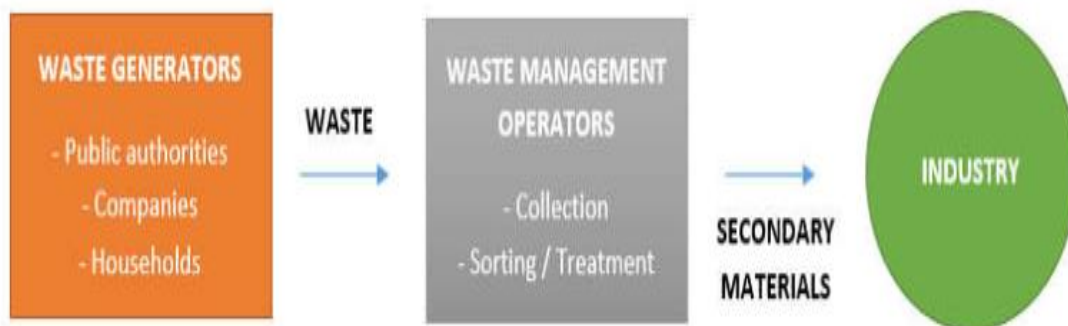 WASTE GENERATORS
- Public authorities
- Companies
- Households
WASTE
WASTE MANAGEMENT
OPERATORS
- Collection
- Sorting / Treatment
SECONDARY
MATERIALS
INDUSTRY